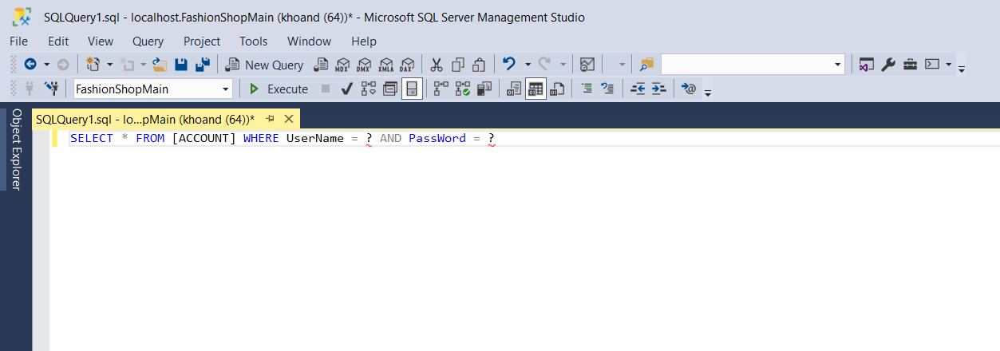 SQLQuery1.sql - localhost.FashionShopMain (khoand (64))* - Microsoft SQL Server Management Studio
File Edit View Query Project Tools Window Help
New Query MDX DMX XMLA DAX
FashionShopMain Execute
SQLQuery1.sql - lo...pMain (khoand (64))*
Object Explorer
SELECT * FROM [ACCOUNT] WHERE UserName = ? AND PassWord = ?